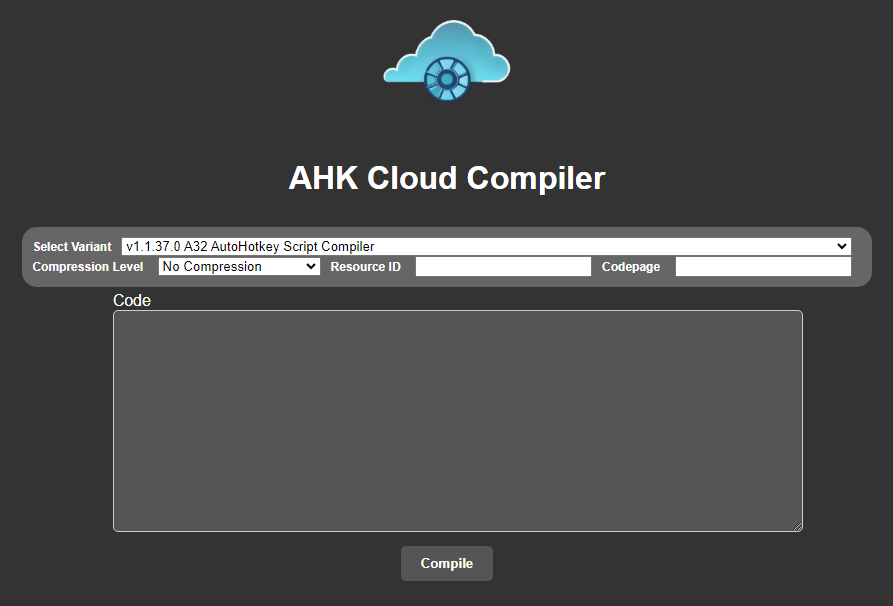 AHK Cloud Compiler
Select Variant v1.1.37.0 A32 AutoHotkey Script Compiler
Compression Level No Compression Resource ID Codepage
Code
Compile